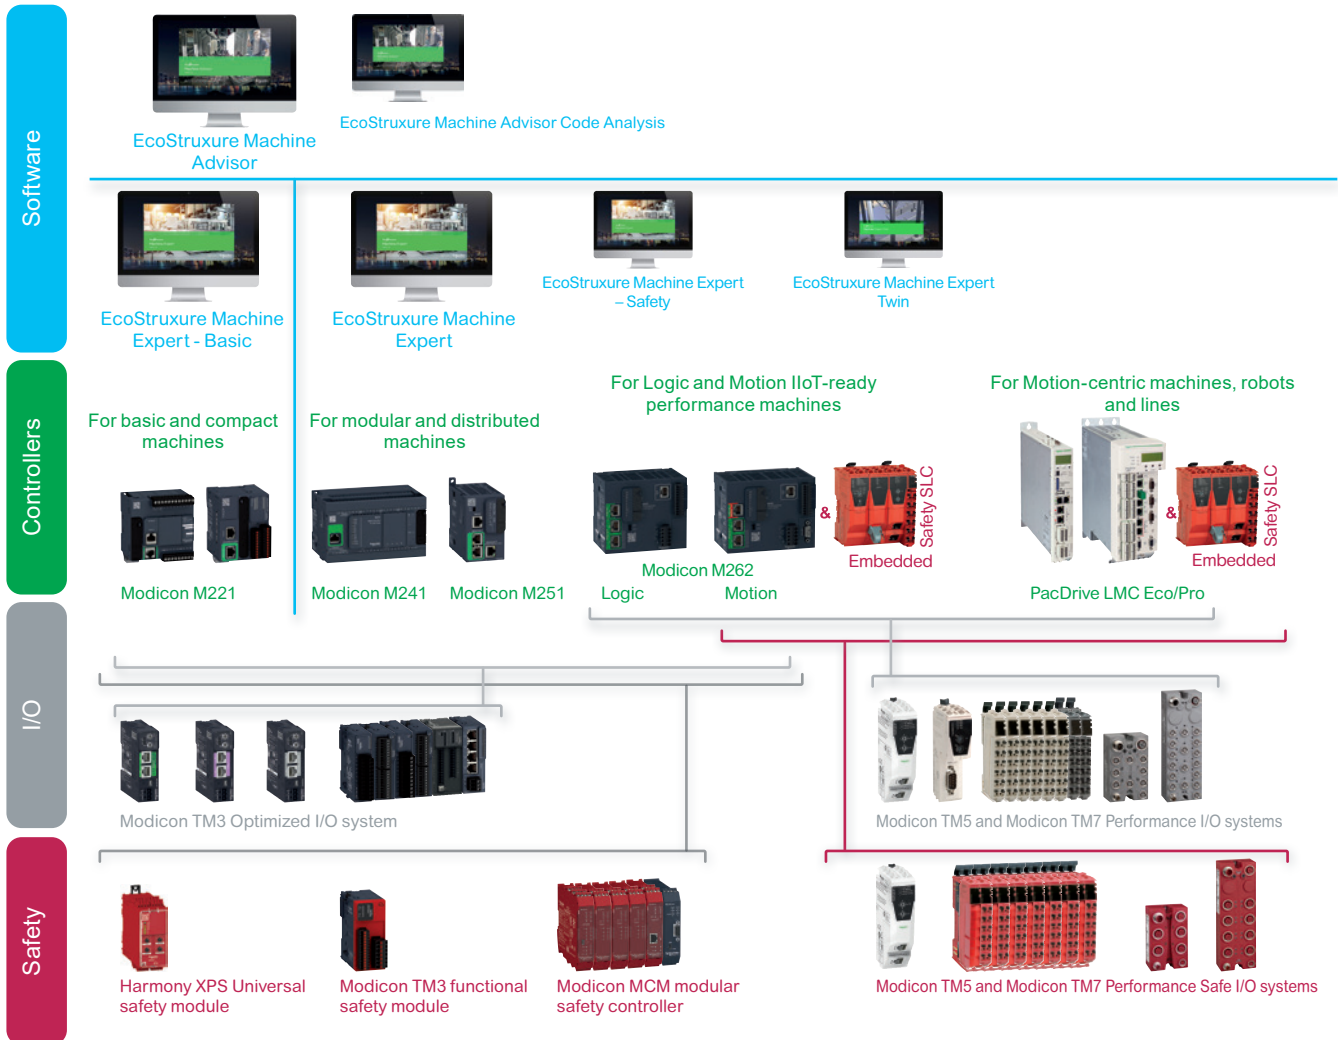 Software
EcoStruxure Machine
Advisor
EcoStruxure Machine Advisor Code Analysis
EcoStruxure Machine
Expert - Basic
EcoStruxure Machine
Expert
EcoStruxure Machine Expert
– Safety
EcoStruxure Machine Expert
Twin
Controllers
For basic and compact
machines
For modular and distributed
machines
For Logic and Motion IIoT-ready
performance machines
For Motion-centric machines, robots
and lines
&
Safety SLC
Embedded
&
Safety SLC
Embedded
Modicon M221
Modicon M241
Modicon M251
Modicon M262
Logic
Motion
PacDrive LMC Eco/Pro
I/O
Modicon TM3 Optimized I/O system
Modicon TM5 and Modicon TM7 Performance I/O systems
Safety
Harmony XPS Universal
safety module
Modicon TM3 functional
safety module
Modicon MCM modular
safety controller
Modicon TM5 and Modicon TM7 Performance Safe I/O systems